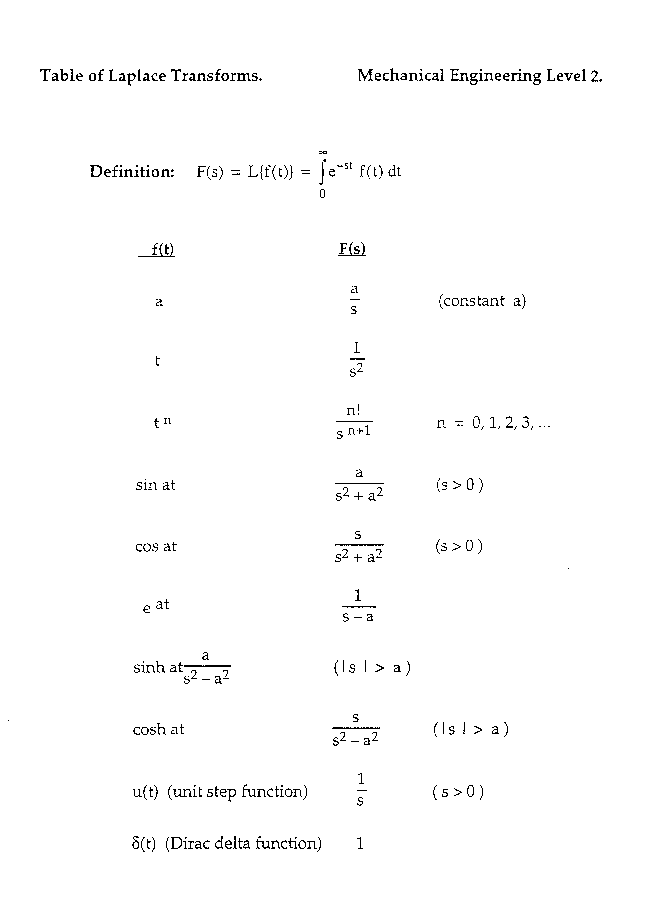 Table of Laplace Transforms. Mechanical Engineering Level 2.
Definition: F(s) = L{f(t)} = ∫₀^∞ e^{-st} f(t) dt
f(t) F(s)
a a/s (constant a)
t 1/s²
tⁿ n!/s^{n+1} n = 0, 1, 2, 3, ...
sin at a/(s² + a²) (s > 0)
cos at s/(s² + a²) (s > 0)
e^{at} 1/(s – a)
sinh at a/(s² – a²) (|s| > a)
cosh at s/(s² – a²) (|s| > a)
u(t) (unit step function) 1/s (s > 0)
δ(t) (Dirac delta function) 1